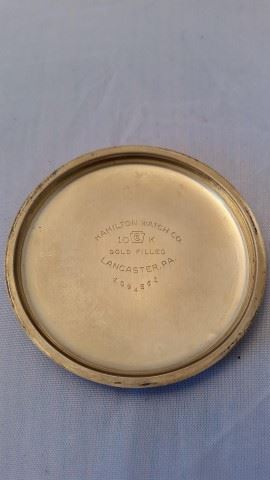 HAMILTON WATCH CO.
10 K
GOLD FILLED
LANCASTER, PA.